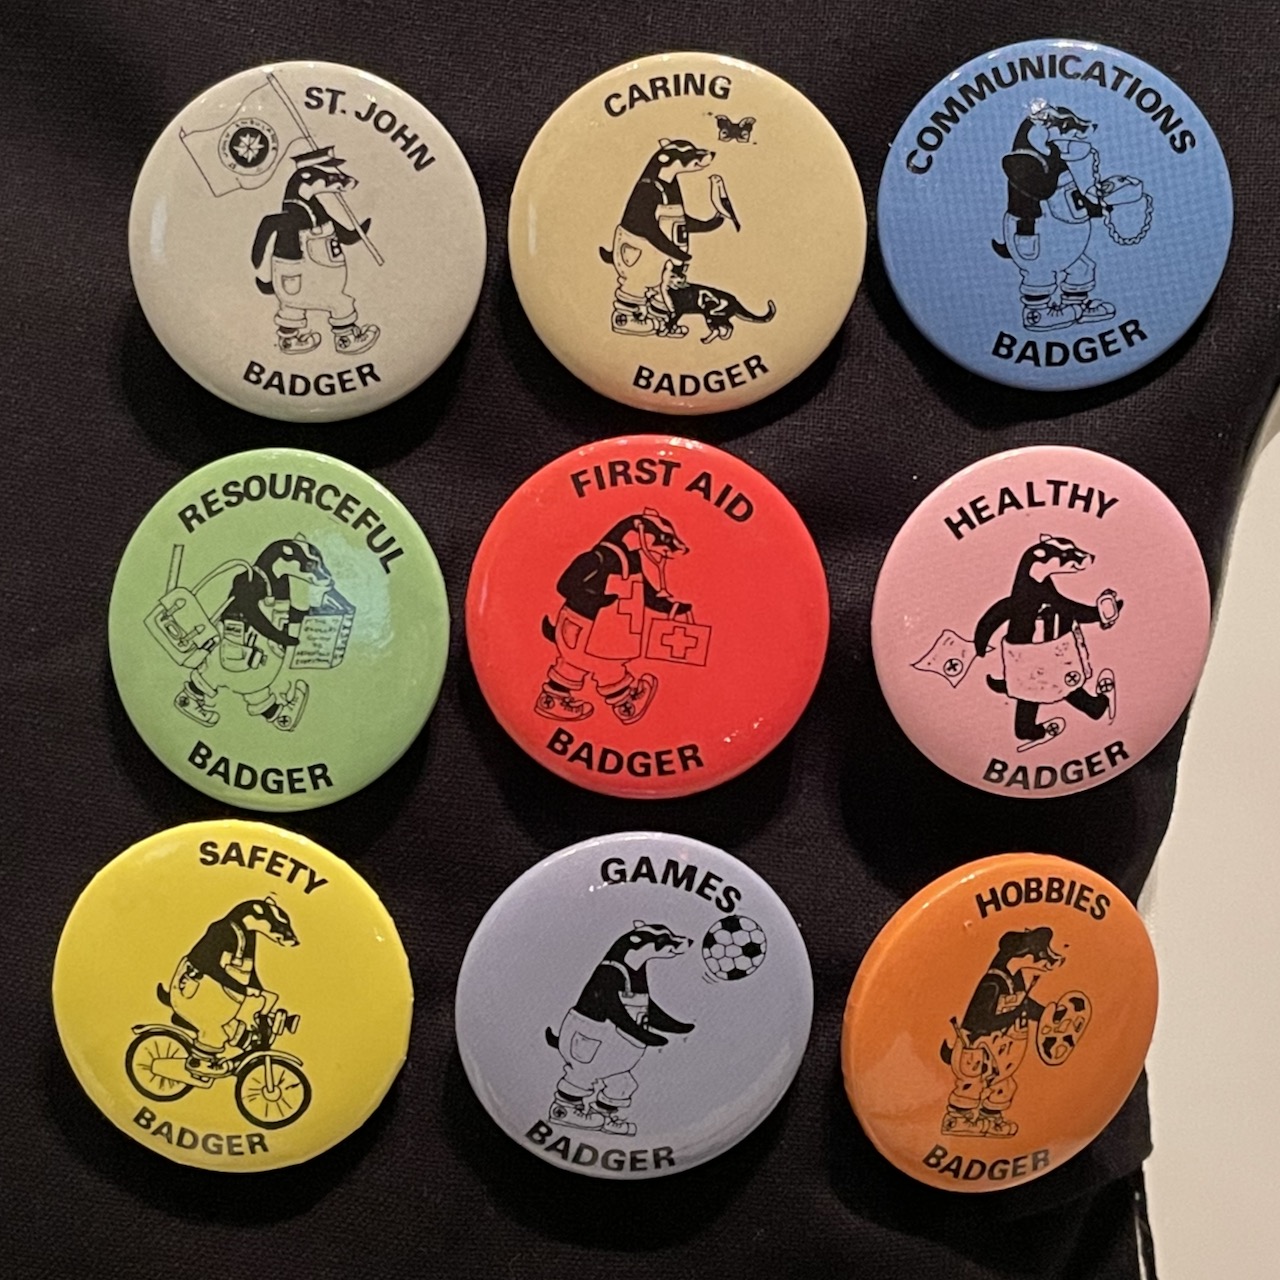 ST. JOHN
BADGER
CARING
BADGER
COMMUNICATIONS
BADGER
RESOURCEFUL
BADGER
FIRST AID
BADGER
HEALTHY
BADGER
SAFETY
BADGER
GAMES
BADGER
HOBBIES
BADGER